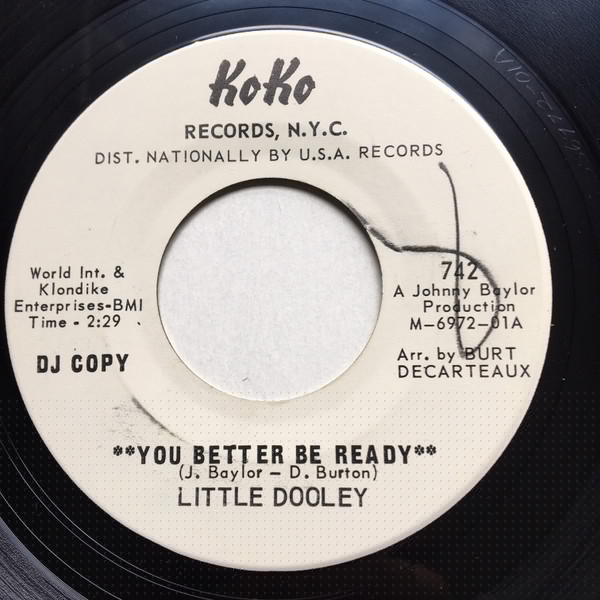 KoKo
RECORDS, N.Y.C.
DIST. NATIONALLY BY U.S.A. RECORDS
World Int. &
Klondike
Enterprises-BMI
Time - 2:29
DJ COPY
742
A Johnny Baylor
Production
M-6972-01A
Arr. by BURT
DECARTEAUX
**YOU BETTER BE READY**
(J. Baylor - D. Burton)
LITTLE DOOLEY